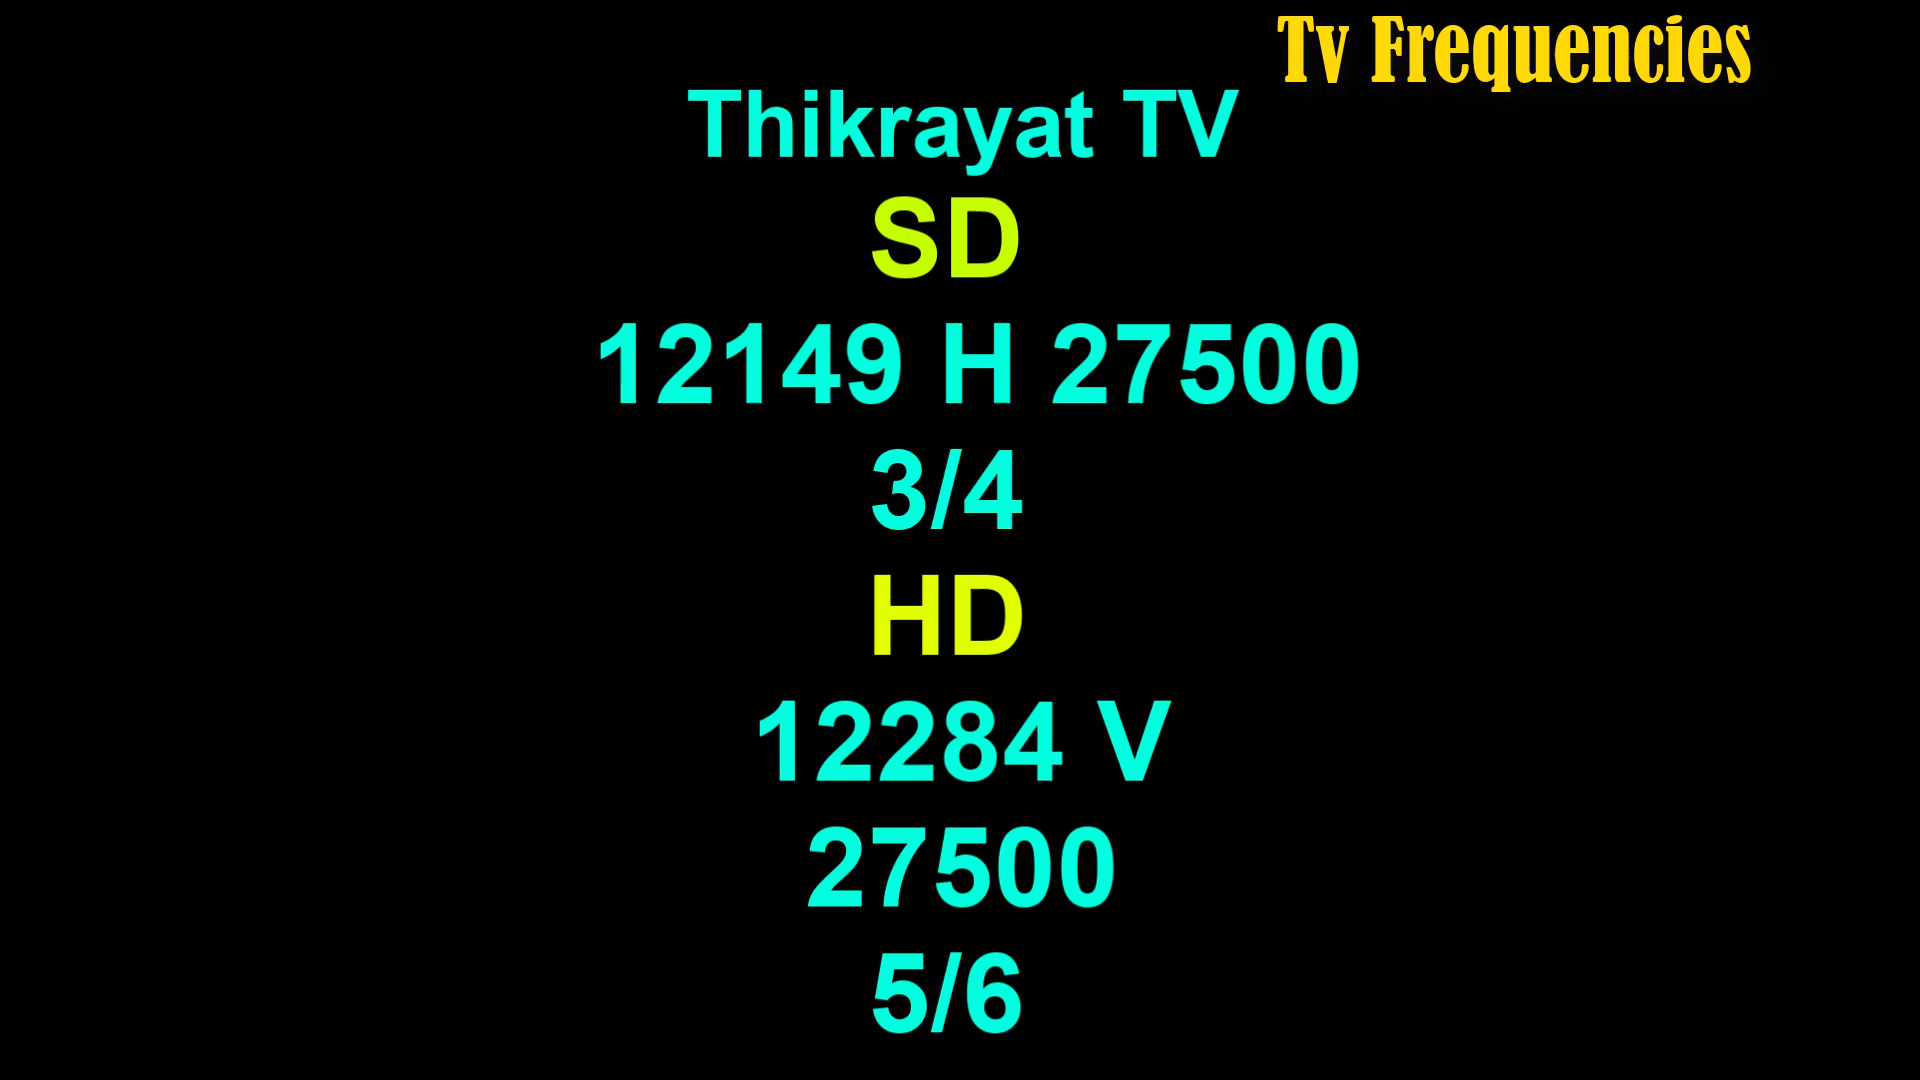 Tv Frequencies
Thikrayat TV
SD
12149 H 27500
3/4
HD
12284 V
27500
5/6